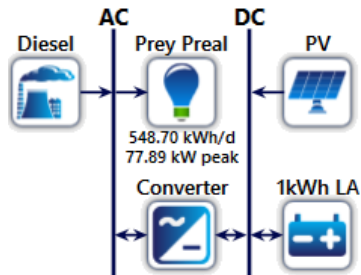 AC DC
Diesel Prey Preal PV
548.70 kWh/d
77.89 kW peak
Converter 1kWh LA